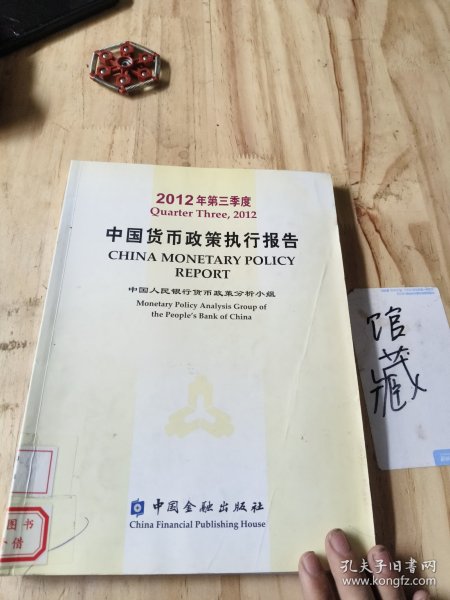 2012年第三季度
Quarter Three, 2012
中国货币政策执行报告
CHINA MONETARY POLICY
REPORT
中国人民银行货币政策分析小组
Monetary Policy Analysis Group of
the People's Bank of China
馆藏
图书
借
中国金融出版社
China Financial Publishing House
孔夫子旧书网
www.kongfz.com